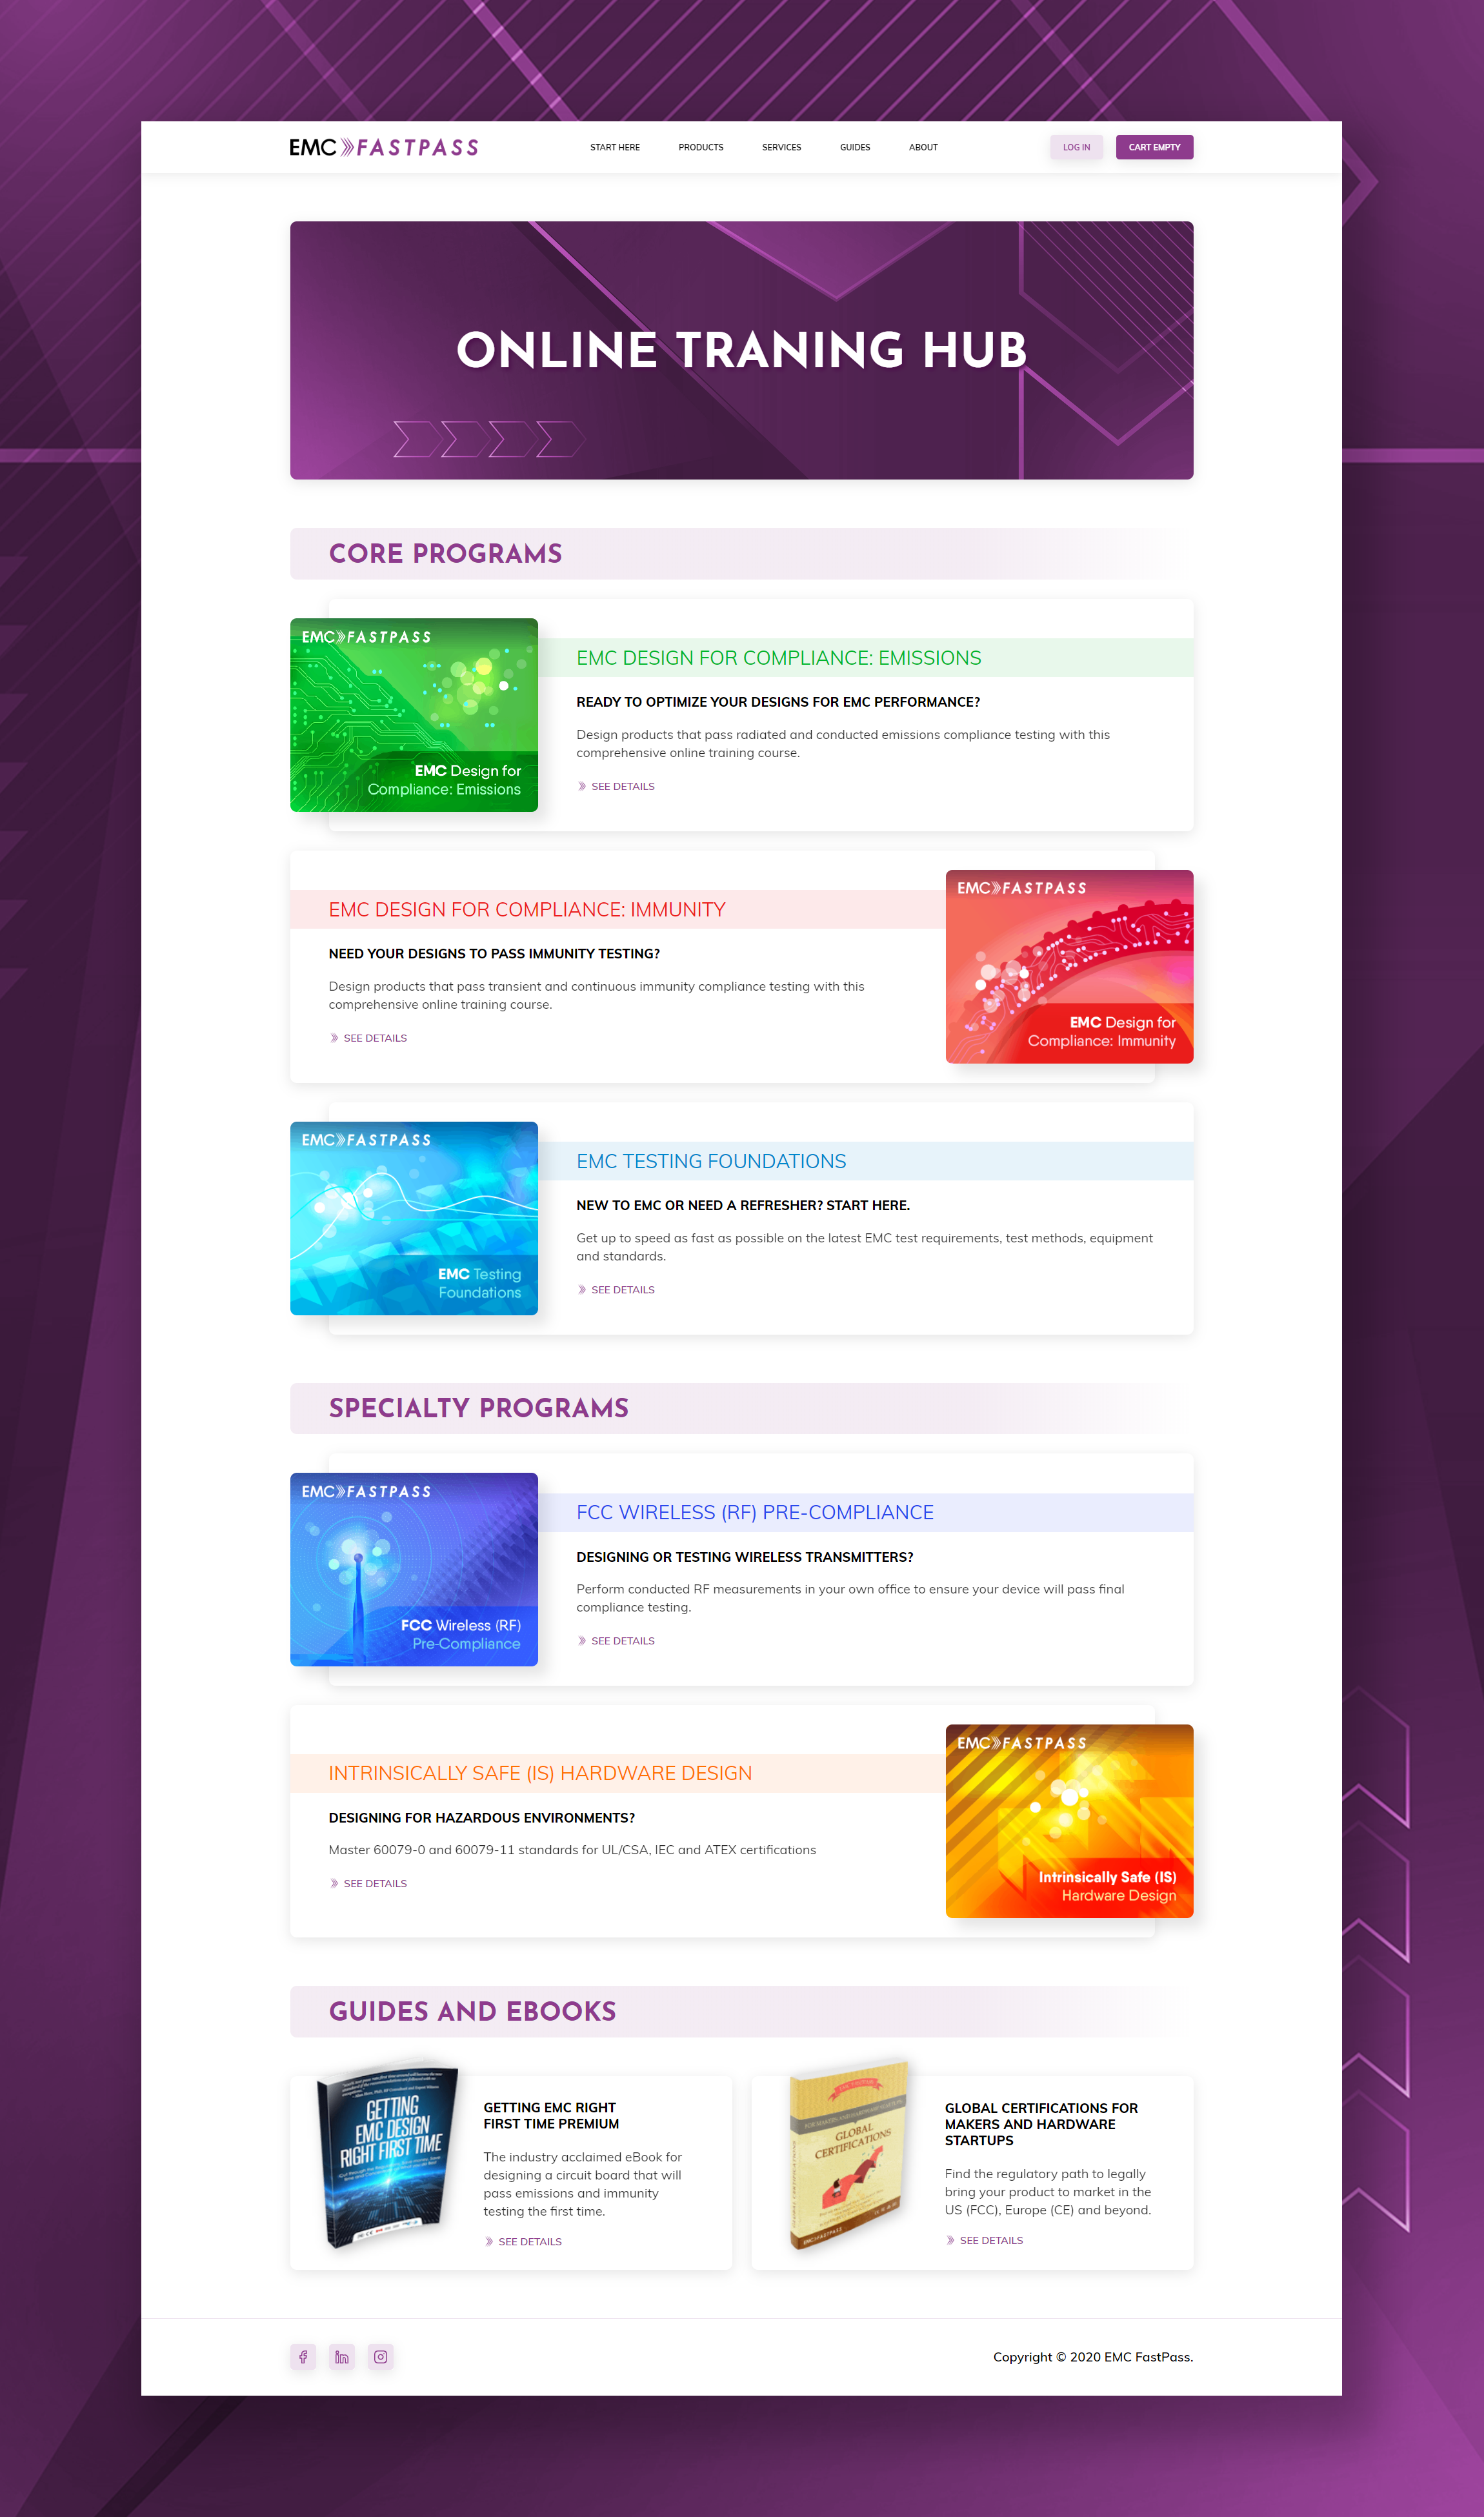 EMC FASTPASS
START HERE
PRODUCTS
SERVICES
GUIDES
ABOUT
LOG IN
CART EMPTY
ONLINE TRANING HUB
CORE PROGRAMS
EMC FASTPASS
EMC Design for
Compliance: Emissions
EMC DESIGN FOR COMPLIANCE: EMISSIONS
READY TO OPTIMIZE YOUR DESIGNS FOR EMC PERFORMANCE?
Design products that pass radiated and conducted emissions compliance testing with this
comprehensive online training course.
SEE DETAILS
EMC DESIGN FOR COMPLIANCE: IMMUNITY
NEED YOUR DESIGNS TO PASS IMMUNITY TESTING?
Design products that pass transient and continuous immunity compliance testing with this
comprehensive online training course.
SEE DETAILS
EMC FASTPASS
EMC Design for
Compliance: Immunity
EMC FASTPASS
EMC Testing
Foundations
EMC TESTING FOUNDATIONS
NEW TO EMC OR NEED A REFRESHER? START HERE.
Get up to speed as fast as possible on the latest EMC test requirements, test methods, equipment
and standards.
SEE DETAILS
SPECIALTY PROGRAMS
EMC FASTPASS
FCC Wireless (RF)
Pre-Compliance
FCC WIRELESS (RF) PRE-COMPLIANCE
DESIGNING OR TESTING WIRELESS TRANSMITTERS?
Perform conducted RF measurements in your own office to ensure your device will pass final
compliance testing.
SEE DETAILS
INTRINSICALLY SAFE (IS) HARDWARE DESIGN
DESIGNING FOR HAZARDOUS ENVIRONMENTS?
Master 60079-0 and 60079-11 standards for UL/CSA, IEC and ATEX certifications
SEE DETAILS
EMC FASTPASS
Intrinsically Safe (IS)
Hardware Design
GUIDES AND EBOOKS
GETTING
EMC DESIGN
RIGHT FIRST TIME
GETTING EMC RIGHT
FIRST TIME PREMIUM
The industry acclaimed eBook for
designing a circuit board that will
pass emissions and immunity
testing the first time.
SEE DETAILS
GLOBAL
CERTIFICATIONS
EMC FASTPASS
GLOBAL CERTIFICATIONS FOR
MAKERS AND HARDWARE
STARTUPS
Find the regulatory path to legally
bring your product to market in the
US (FCC), Europe (CE) and beyond.
SEE DETAILS
Copyright © 2020 EMC FastPass.